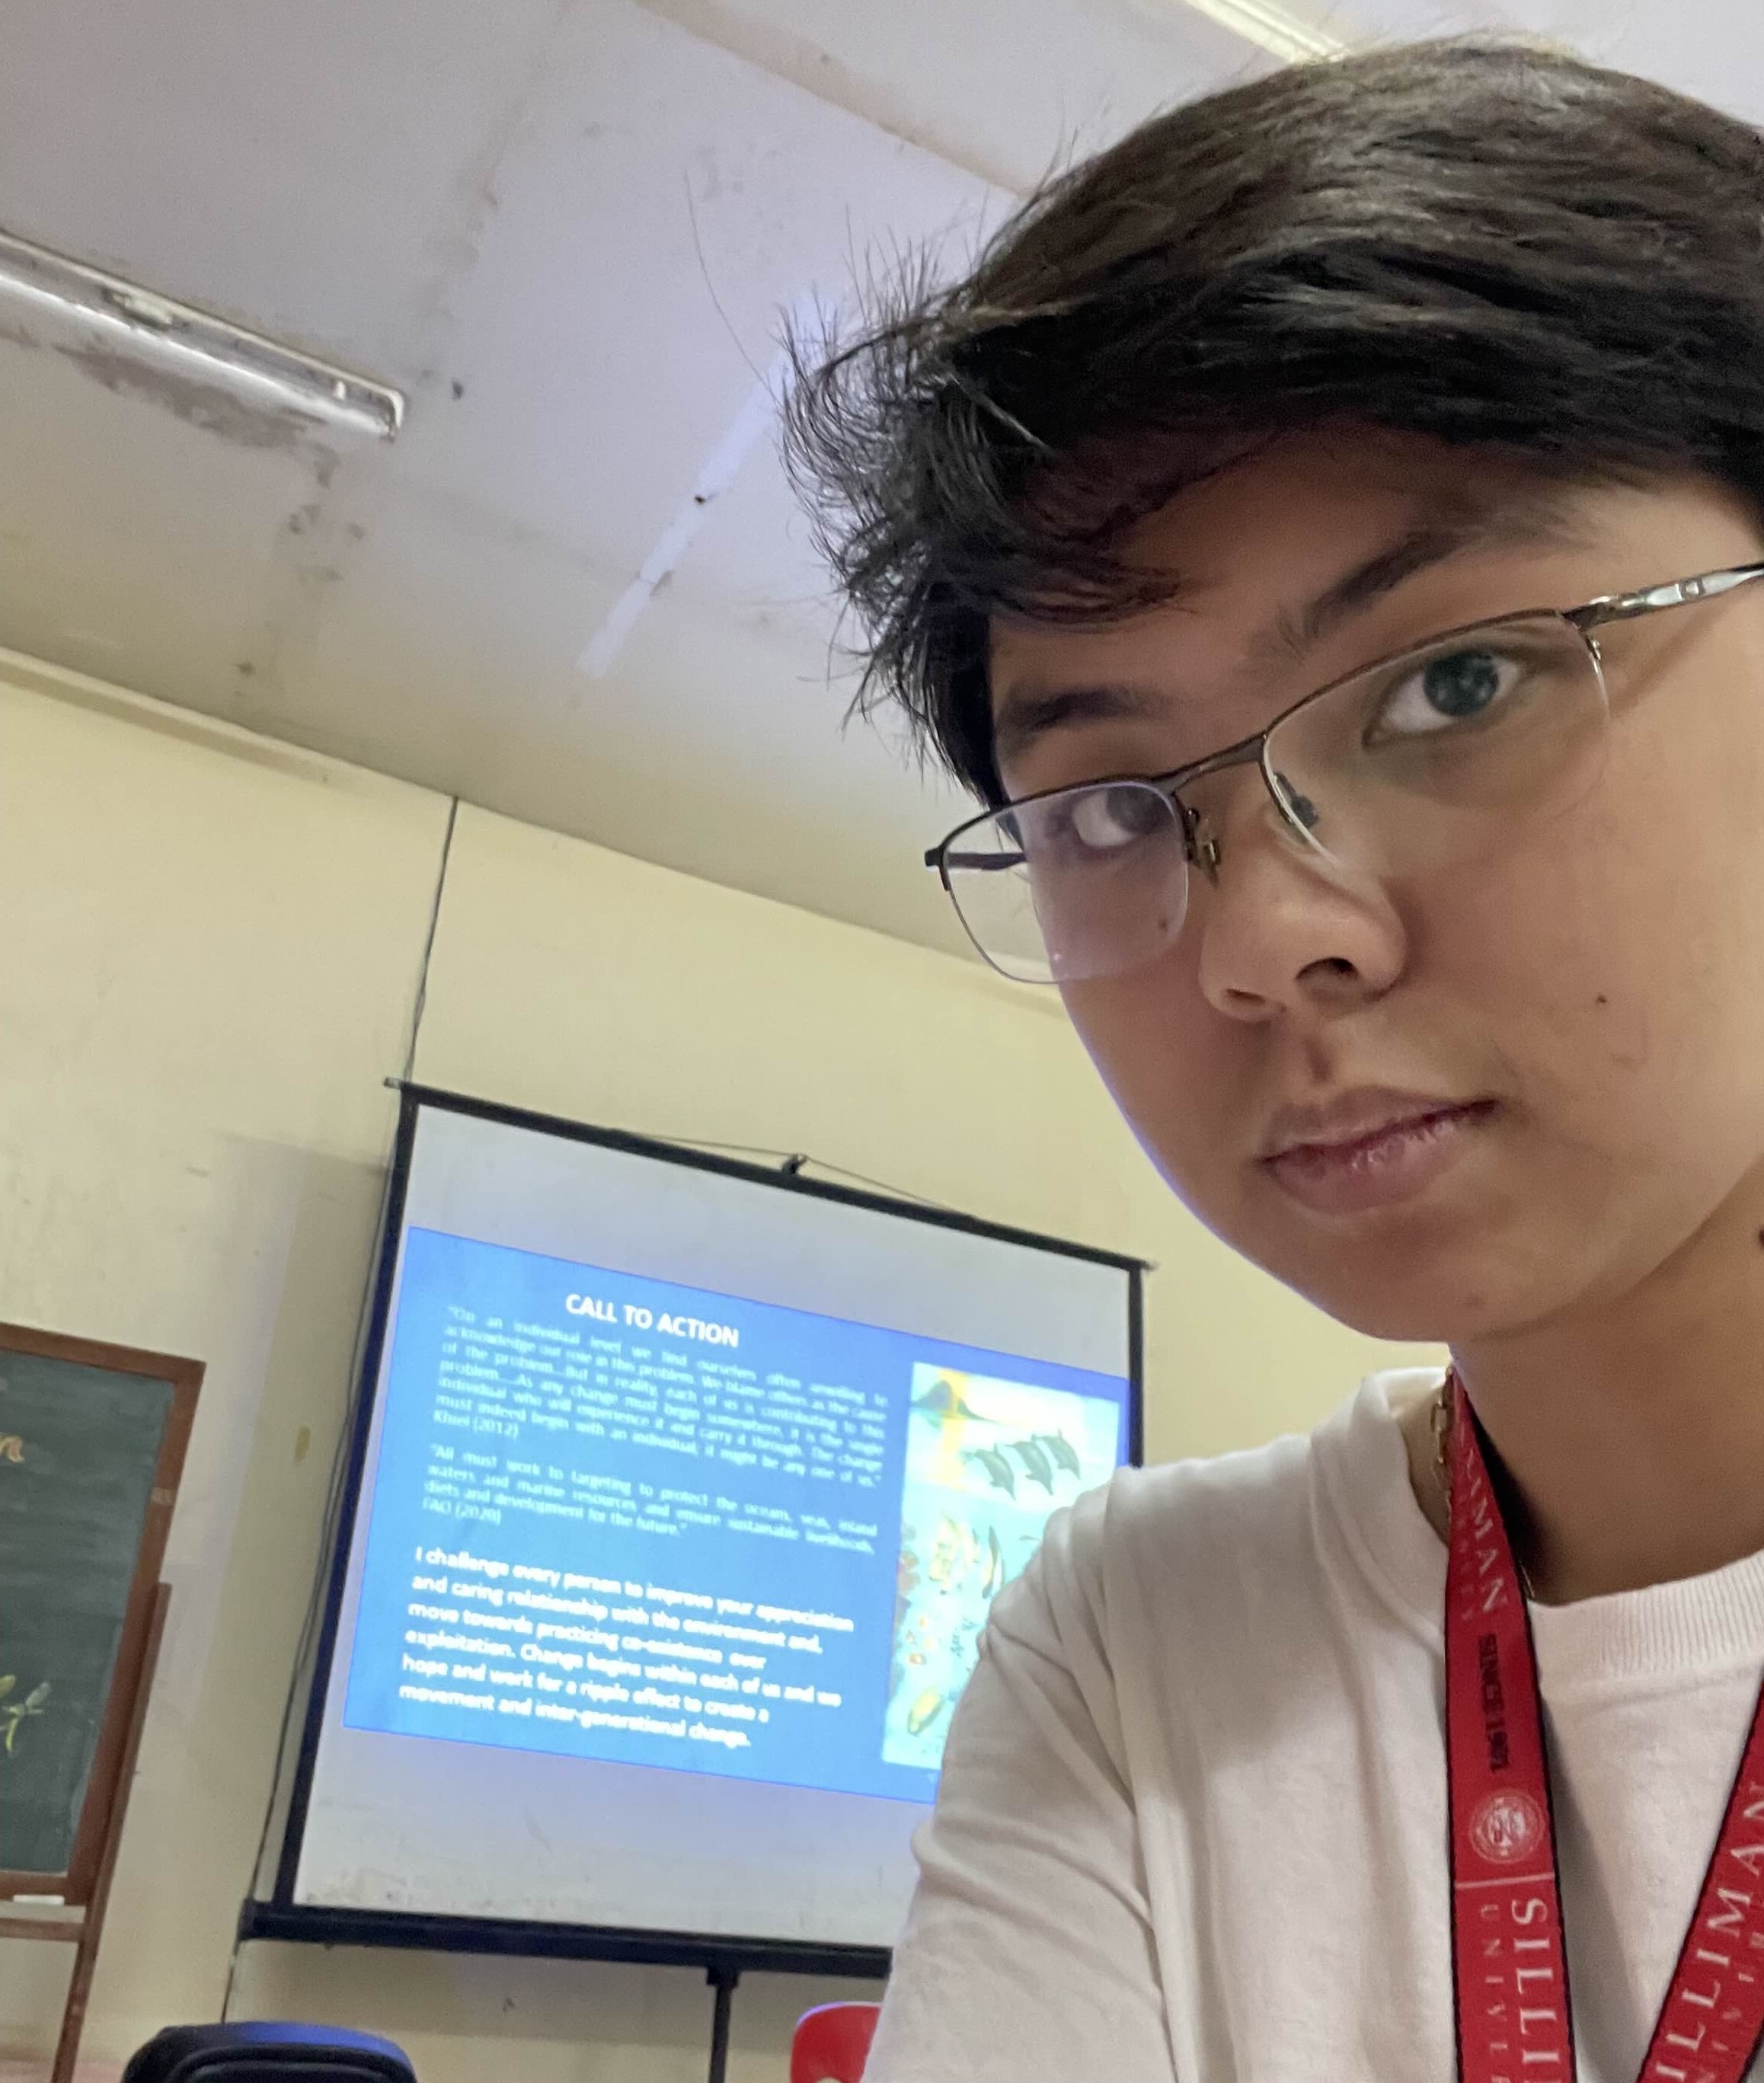 CALL TO ACTION
"On an individual level we find ourselves often unwilling to
acknowledge our role in this problem. We blame others as the cause
of the problem....But in reality, each of us is contributing to this
problem.....As any change must begin somewhere, it is the single
individual who will experience it and carry it through. The change
must indeed begin with an individual; it might be any one of us."
(2012)
"All must work to targeting to protect the oceans, seas, inland
waters and marine resources and ensure sustainable livelihoods,
diets and development for the future."
FAO (2020)
I challenge every person to improve your appreciation
and caring relationship with the environment and,
move towards practicing co-existence over
exploitation. Change begins within each of us and we
hope and work for a ripple effect to create a
movement and inter-generational change.
LIMAN
SINCE 1901
SILLI
UNIVER
ILLIMAN